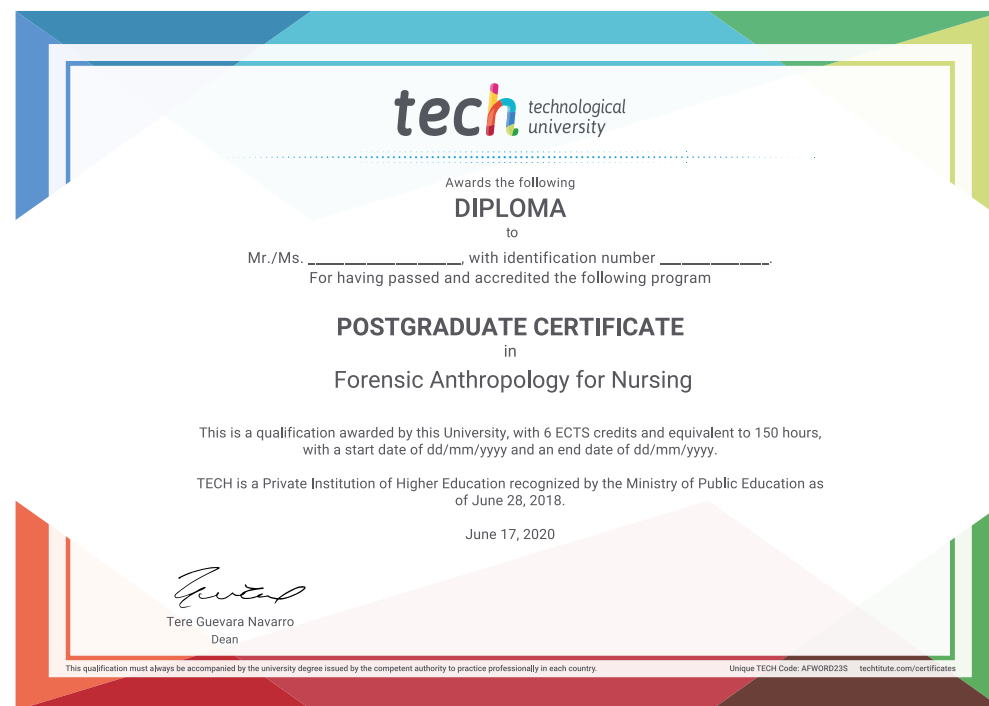 tech technological
university
Awards the following
DIPLOMA
to
Mr./Ms. ____________________, with identification number ______________.
For having passed and accredited the following program
POSTGRADUATE CERTIFICATE
in
Forensic Anthropology for Nursing
This is a qualification awarded by this University, with 6 ECTS credits and equivalent to 150 hours,
with a start date of dd/mm/yyyy and an end date of dd/mm/yyyy.
TECH is a Private Institution of Higher Education recognized by the Ministry of Public Education as
of June 28, 2018.
June 17, 2020
Tere Guevara Navarro
Dean
This qualification must always be accompanied by the university degree issued by the competent authority to practice professionally in each country. Unique TECH Code: AFWORD23S techtitute.com/certificates